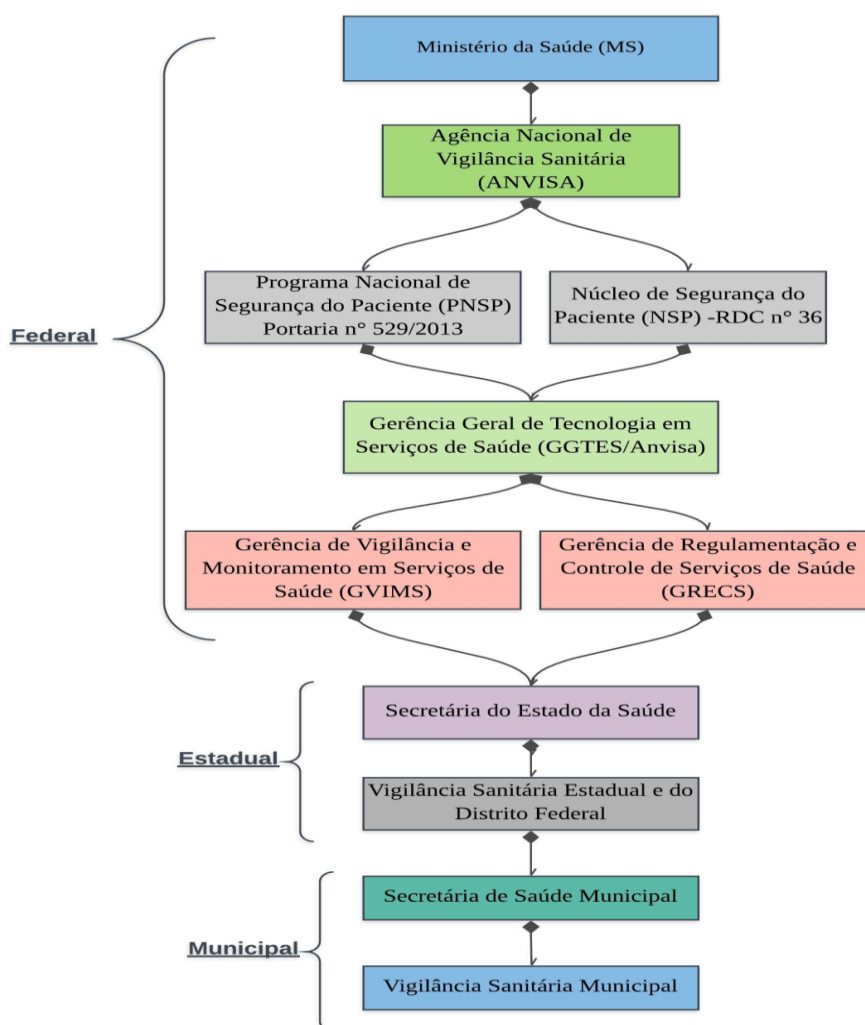 Ministério da Saúde (MS)
Agência Nacional de
Vigilância Sanitária
(ANVISA)
Programa Nacional de
Segurança do Paciente (PNSP)
Portaria n° 529/2013
Núcleo de Segurança do
Paciente (NSP) -RDC n° 36
Federal
Gerência Geral de Tecnologia em
Serviços de Saúde (GGTES/Anvisa)
Gerência de Vigilância e
Monitoramento em Serviços de
Saúde (GVIMS)
Gerência de Regulamentação e
Controle de Serviços de Saúde
(GRECS)
Secretária do Estado da Saúde
Estadual
Vigilância Sanitária Estadual e do
Distrito Federal
Secretária de Saúde Municipal
Municipal
Vigilância Sanitária Municipal